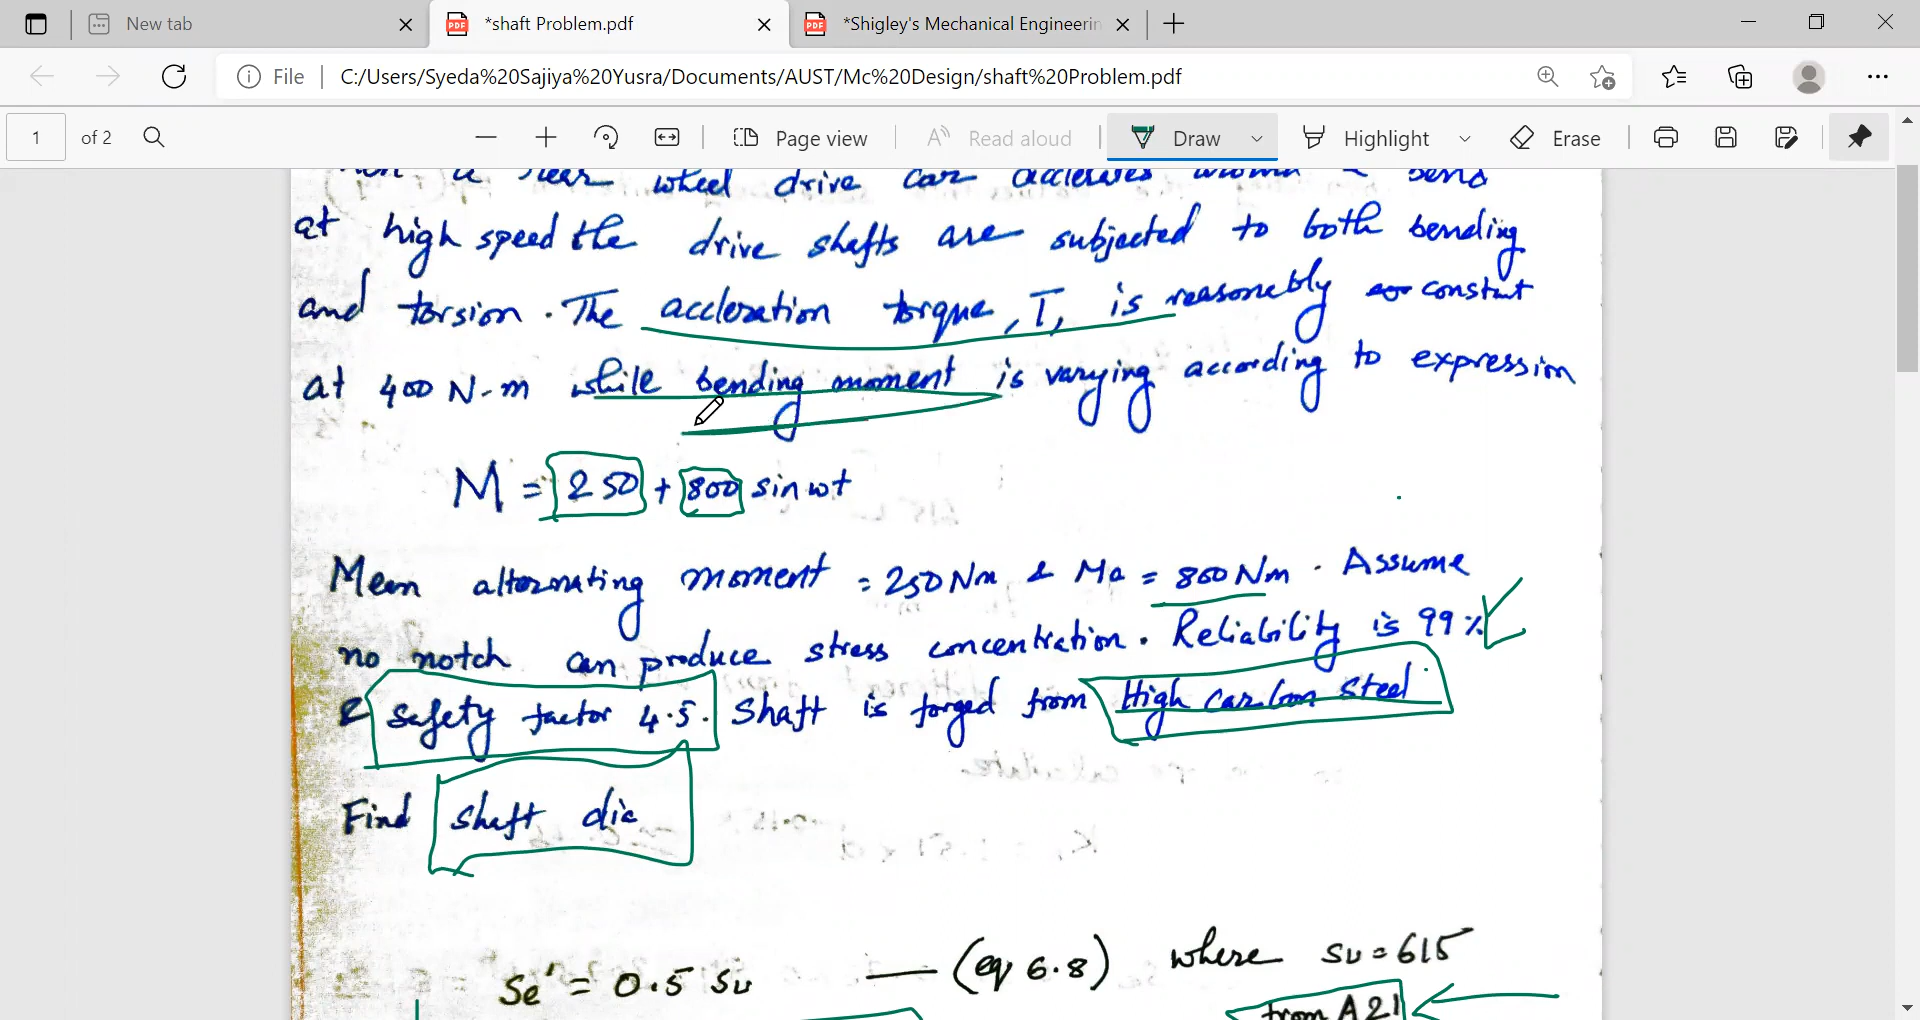 New tab
*shaft Problem.pdf
*Shigley's Mechanical Engineerin
File
C:/Users/Syeda%20Sajiya%20Yusra/Documents/AUST/Mc%20Design/shaft%20Problem.pdf
1 of 2
Page view
Read aloud
Draw
Highlight
Erase
wheel drive car bend
at high speed the drive shafts are subjected to both bending
and torsion. The accleration torque, T, is reasonably constant
at 400 N-m while bending moment is varying according to expression
M = 250 + 800 sin wt
Mean alternating moment = 250 Nm & Ma = 800 Nm. Assume
no notch can produce stress concentration. Reliability is 99%
& safety factor 4.5. Shaft is forged from High carbon Steel
Find shaft dia
Se' = 0.5 Su — (eq 6.8) where Su = 615
from A21